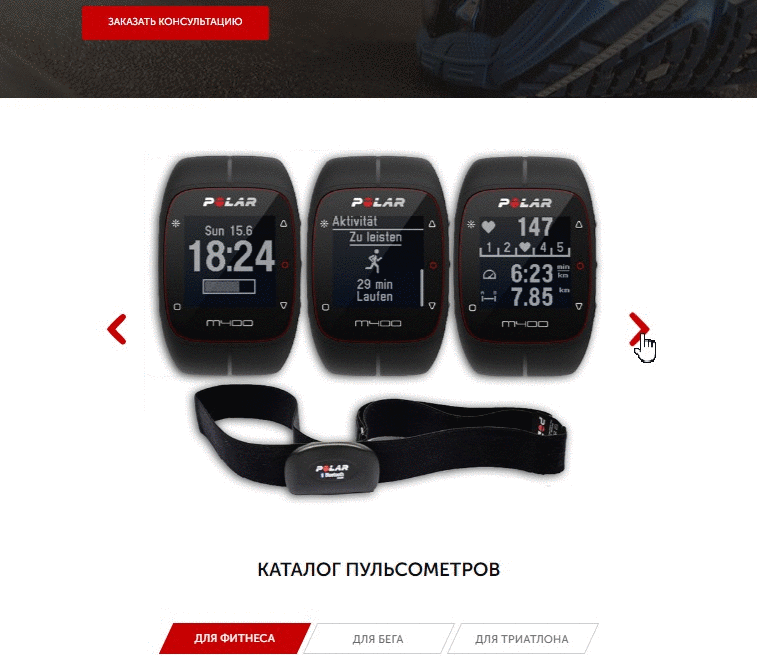 ЗАКАЗАТЬ КОНСУЛЬТАЦИЮ
POLAR
Sun 15.6
18:24
M400
POLAR
Aktivität
Zu leisten
29 min
Laufen
M400
POLAR
147
1 2 4 5
6:23 min km
7.85 km
M400
POLAR
Bluetooth
КАТАЛОГ ПУЛЬСОМЕТРОВ
ДЛЯ ФИТНЕСА
ДЛЯ БЕГА
ДЛЯ ТРИАТЛОНА